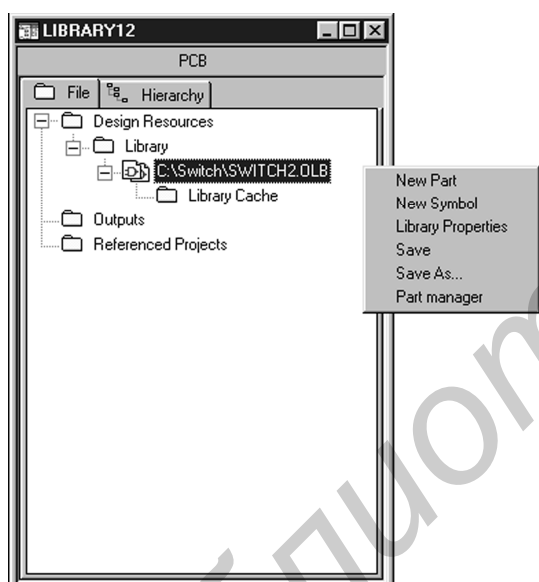 LIBRARY12
PCB
File Hierarchy
Design Resources
Library
C:\Switch\SWITCH2.OLB
Library Cache
Outputs
Referenced Projects
New Part
New Symbol
Library Properties
Save
Save As...
Part manager